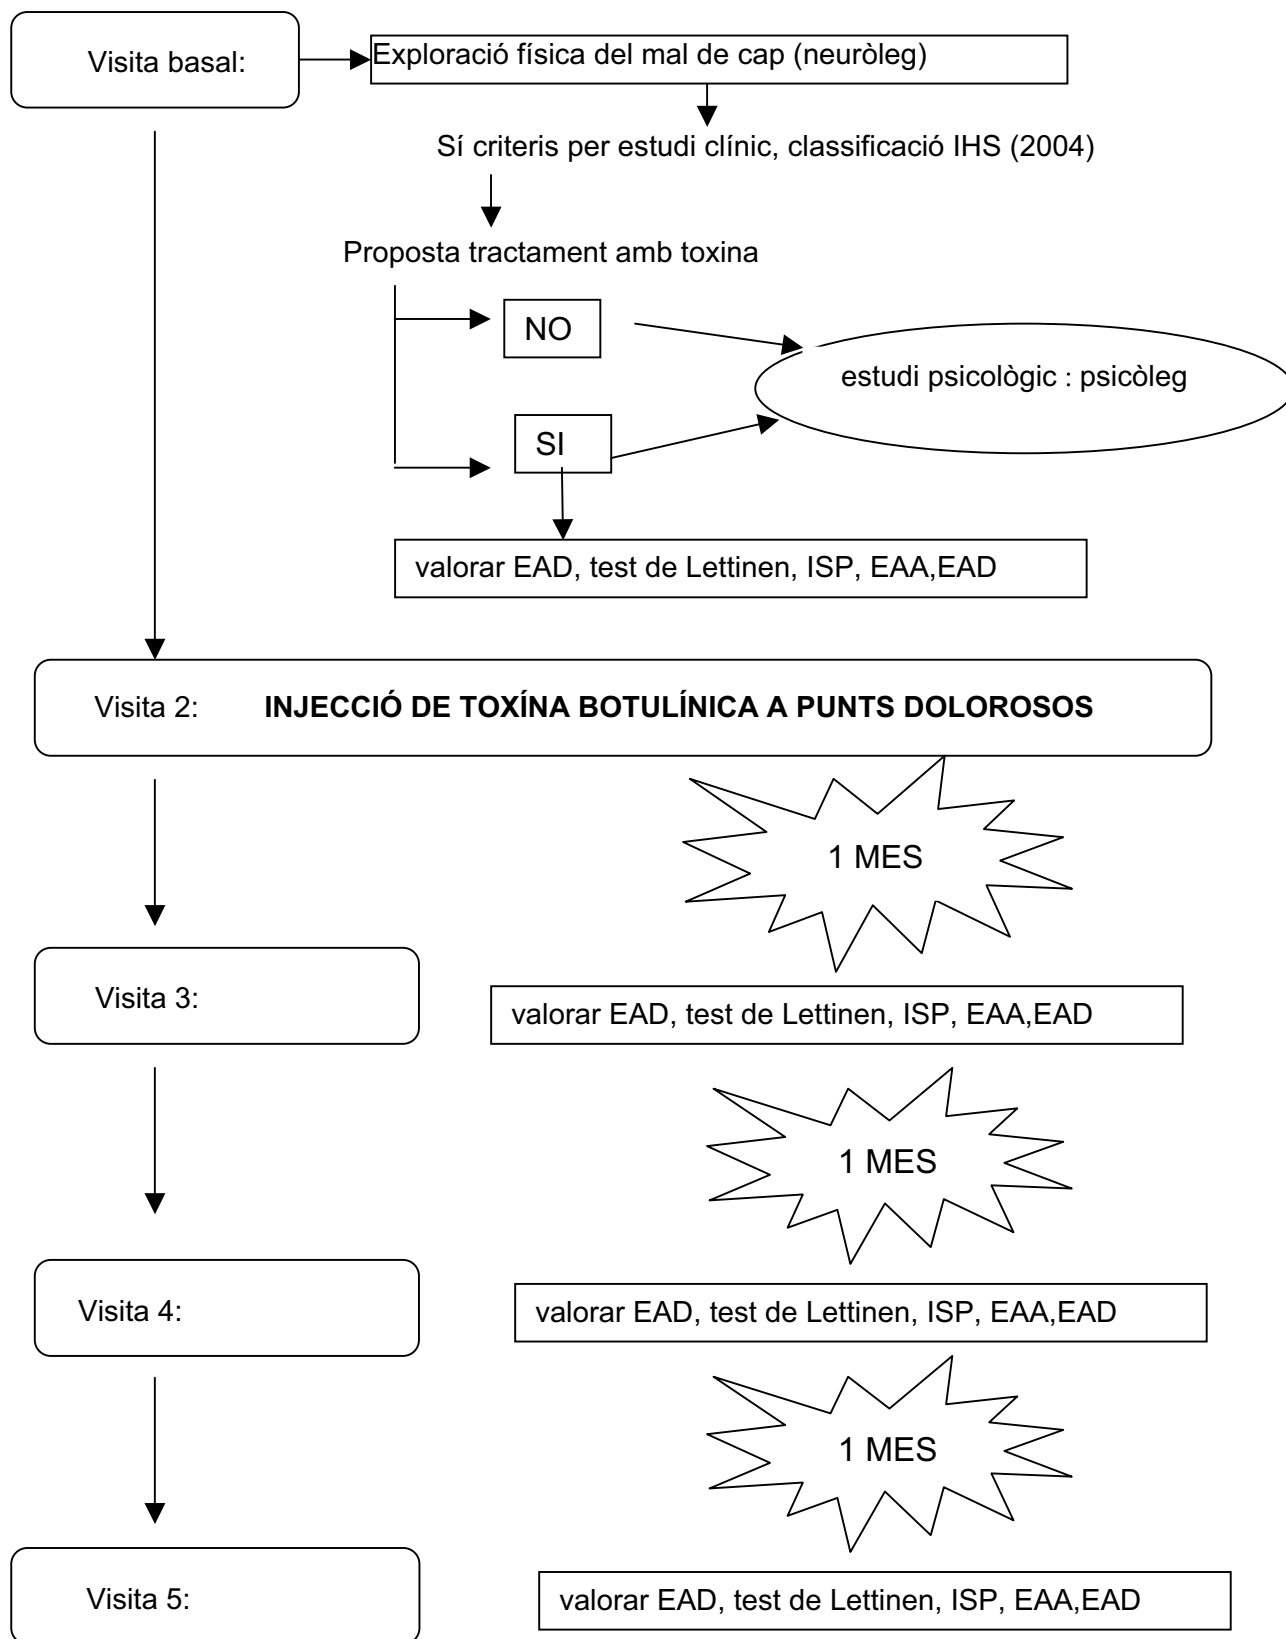 Visita basal:
Exploració física del mal de cap (neuròleg)
Sí criteris per estudi clínic, classificació IHS (2004)
Proposta tractament amb toxina
NO
estudi psicològic : psicòleg
SI
valorar EAD, test de Lettinen, ISP, EAA,EAD
Visita 2: INJECCIÓ DE TOXÍNA BOTULÍNICA A PUNTS DOLOROSOS
1 MES
Visita 3:
valorar EAD, test de Lettinen, ISP, EAA,EAD
1 MES
Visita 4:
valorar EAD, test de Lettinen, ISP, EAA,EAD
1 MES
Visita 5:
valorar EAD, test de Lettinen, ISP, EAA,EAD